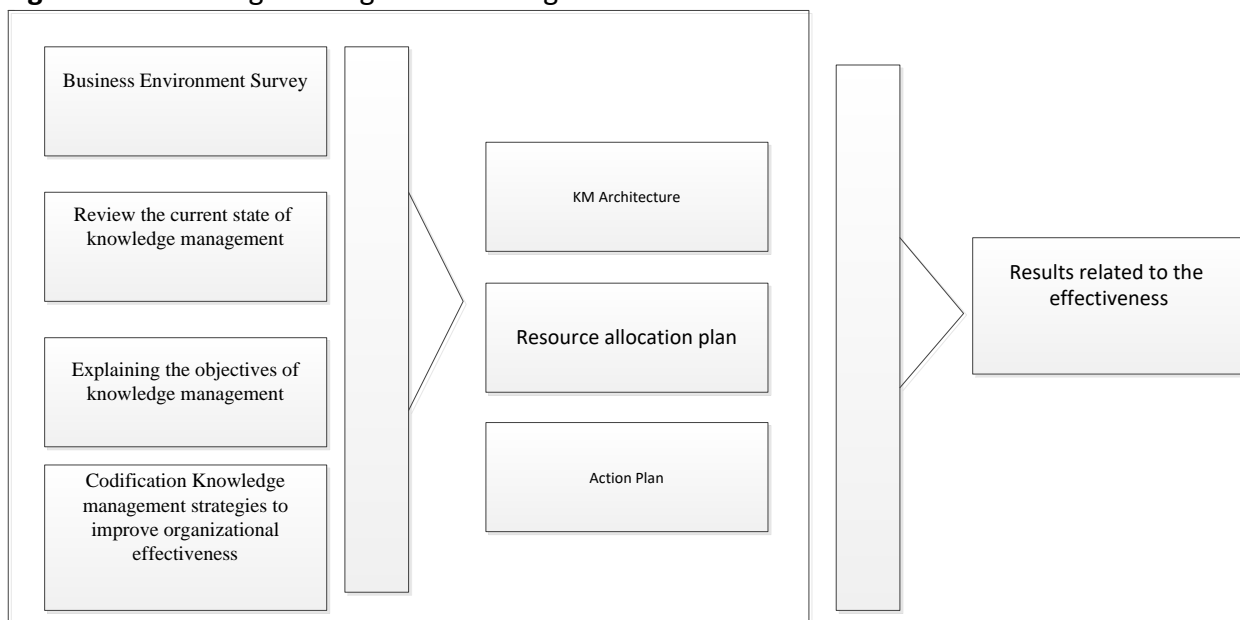 Business Environment Survey
Review the current state of
knowledge management
Explaining the objectives of
knowledge management
Codification Knowledge
management strategies to
improve organizational
effectiveness
KM Architecture
Resource allocation plan
Action Plan
Results related to the
effectiveness